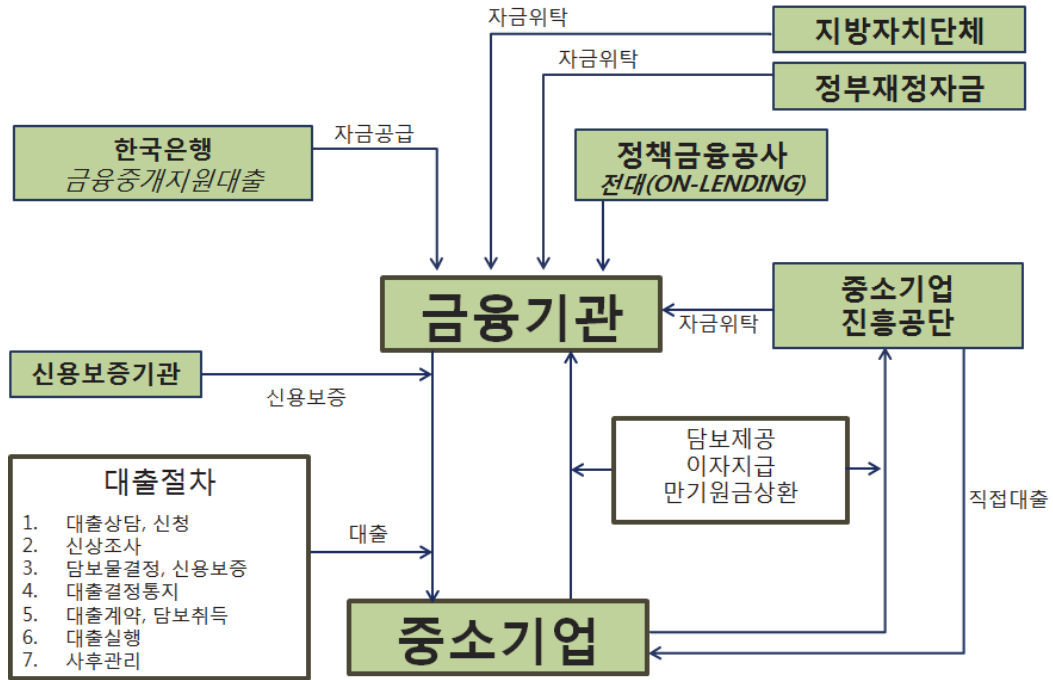 자금위탁
지방자치단체
자금위탁
정부재정자금
한국은행
금융중개지원대출
자금공급
정책금융공사
전대(ON-LENDING)
금융기관
자금위탁
중소기업
진흥공단
신용보증기관
신용보증
담보제공
이자지급
만기원금상환
직접대출
대출절차
1. 대출상담, 신청
2. 신상조사
3. 담보물결정, 신용보증
4. 대출결정통지
5. 대출계약, 담보취득
6. 대출실행
7. 사후관리
대출
중소기업